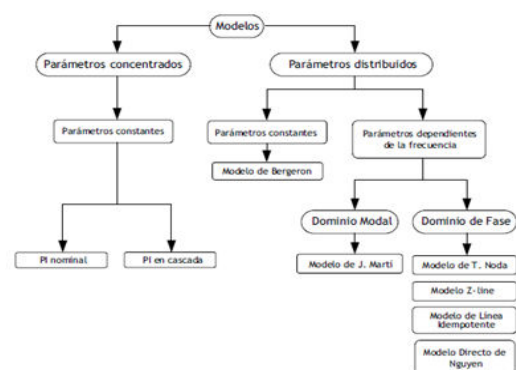 Modelos
Parámetros concentrados
Parámetros distribuidos
Parámetros constantes
Parámetros constantes
Parámetros dependientes
de la frecuencia
Modelo de Bergeron
Dominio Modal
Dominio de Fase
PI nominal
PI en cascada
Modelo de J. Martí
Modelo de T. Noda
Modelo Z-line
Modelo de Línea
Idempotente
Modelo Directo de
Nguyen